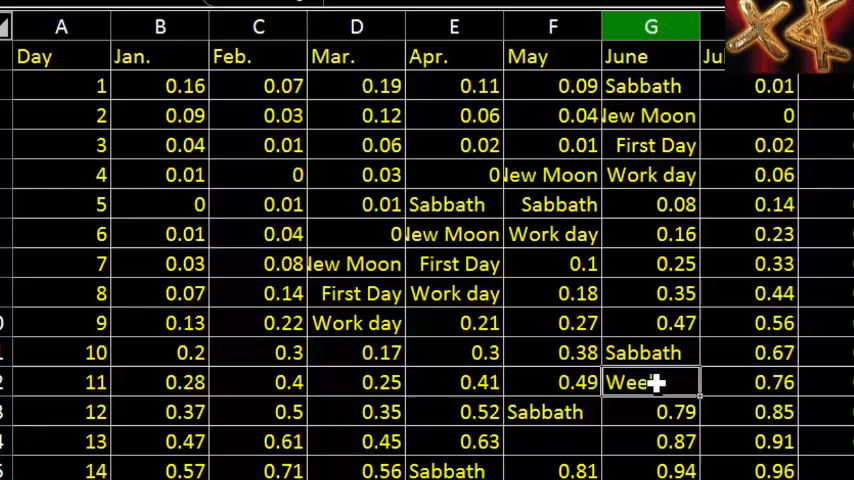 A B C D E F G
Day Jan. Feb. Mar. Apr. May June
1 0.16 0.07 0.19 0.11 0.09 Sabbath 0.01
2 0.09 0.03 0.12 0.06 0.04 New Moon 0
3 0.04 0.01 0.06 0.02 0.01 First Day 0.02
4 0.01 0 0.03 0 New Moon Work day 0.06
5 0 0.01 0.01 Sabbath Sabbath 0.08 0.14
6 0.01 0.04 0 New Moon Work day 0.16 0.23
7 0.03 0.08 New Moon First Day 0.1 0.25 0.33
8 0.07 0.14 First Day Work day 0.18 0.35 0.44
9 0.13 0.22 Work day 0.21 0.27 0.47 0.56
10 0.2 0.3 0.17 0.3 0.38 Sabbath 0.67
11 0.28 0.4 0.25 0.41 0.49 0.76
12 0.37 0.5 0.35 0.52 Sabbath 0.79 0.85
13 0.47 0.61 0.45 0.63 0.87 0.91
14 0.57 0.71 0.56 Sabbath 0.81 0.94 0.96